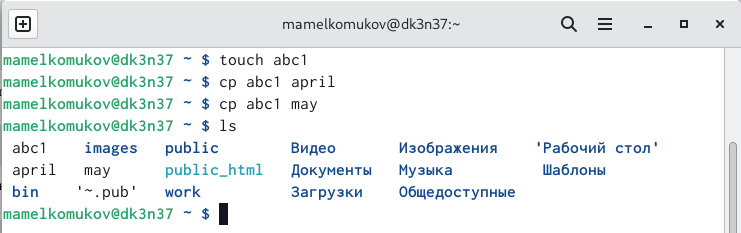 mamelkomukov@dk3n37:~
mamelkomukov@dk3n37 ~ $ touch abc1
mamelkomukov@dk3n37 ~ $ cp abc1 april
mamelkomukov@dk3n37 ~ $ cp abc1 may
mamelkomukov@dk3n37 ~ $ ls
abc1 images public Видео Изображения 'Рабочий стол'
april may public_html Документы Музыка Шаблоны
bin '~.pub' work Загрузки Общедоступные
mamelkomukov@dk3n37 ~ $